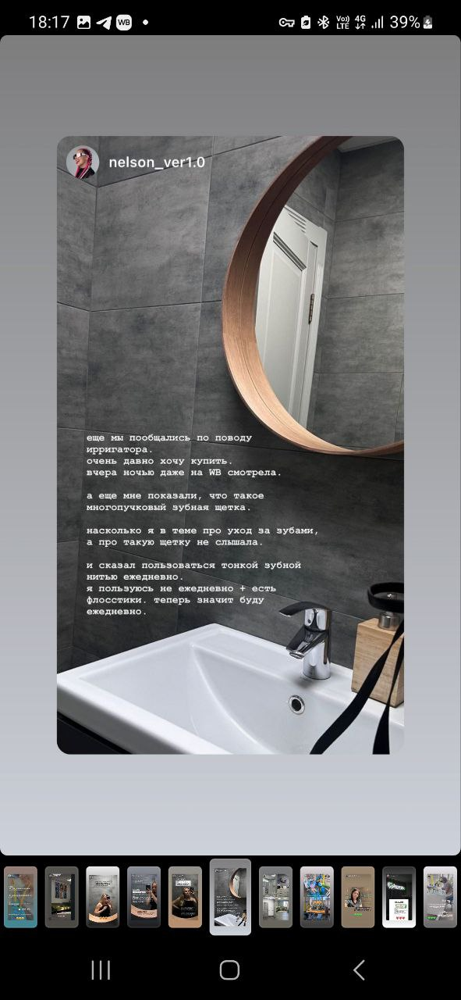 18:17
WB
Vo))
LTE
4G
39%
nelson_ver1.0
еще мы пообщались по поводу
ирригатора.
очень давно хочу купить.
вчера ночью даже на WB смотрела.
а еще мне показали, что такое
многопучковый зубная щетка.
насколько я в теме про уход за зубами,
а про такую щетку не слышала.
и сказал пользоваться тонкой зубной
нитью ежедневно.
я пользуюсь не ежедневно + есть
флосстики. теперь значит буду
ежедневно.